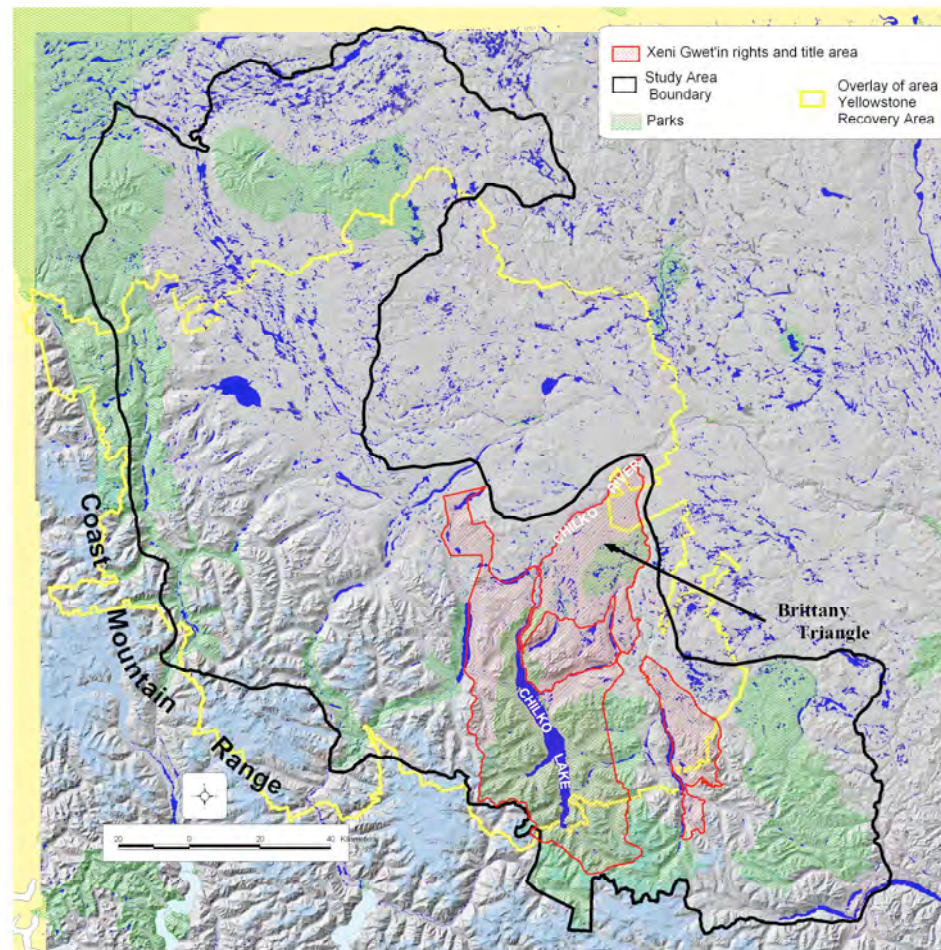 Xeni Gwet'in rights and title area
Study Area
Boundary
Overlay of area
Yellowstone
Recovery Area
Parks
CHILKO RIVER
Brittany
Triangle
CHILKO LAKE
Coast
Mountain
Range
20 0 20 40 Kilometers